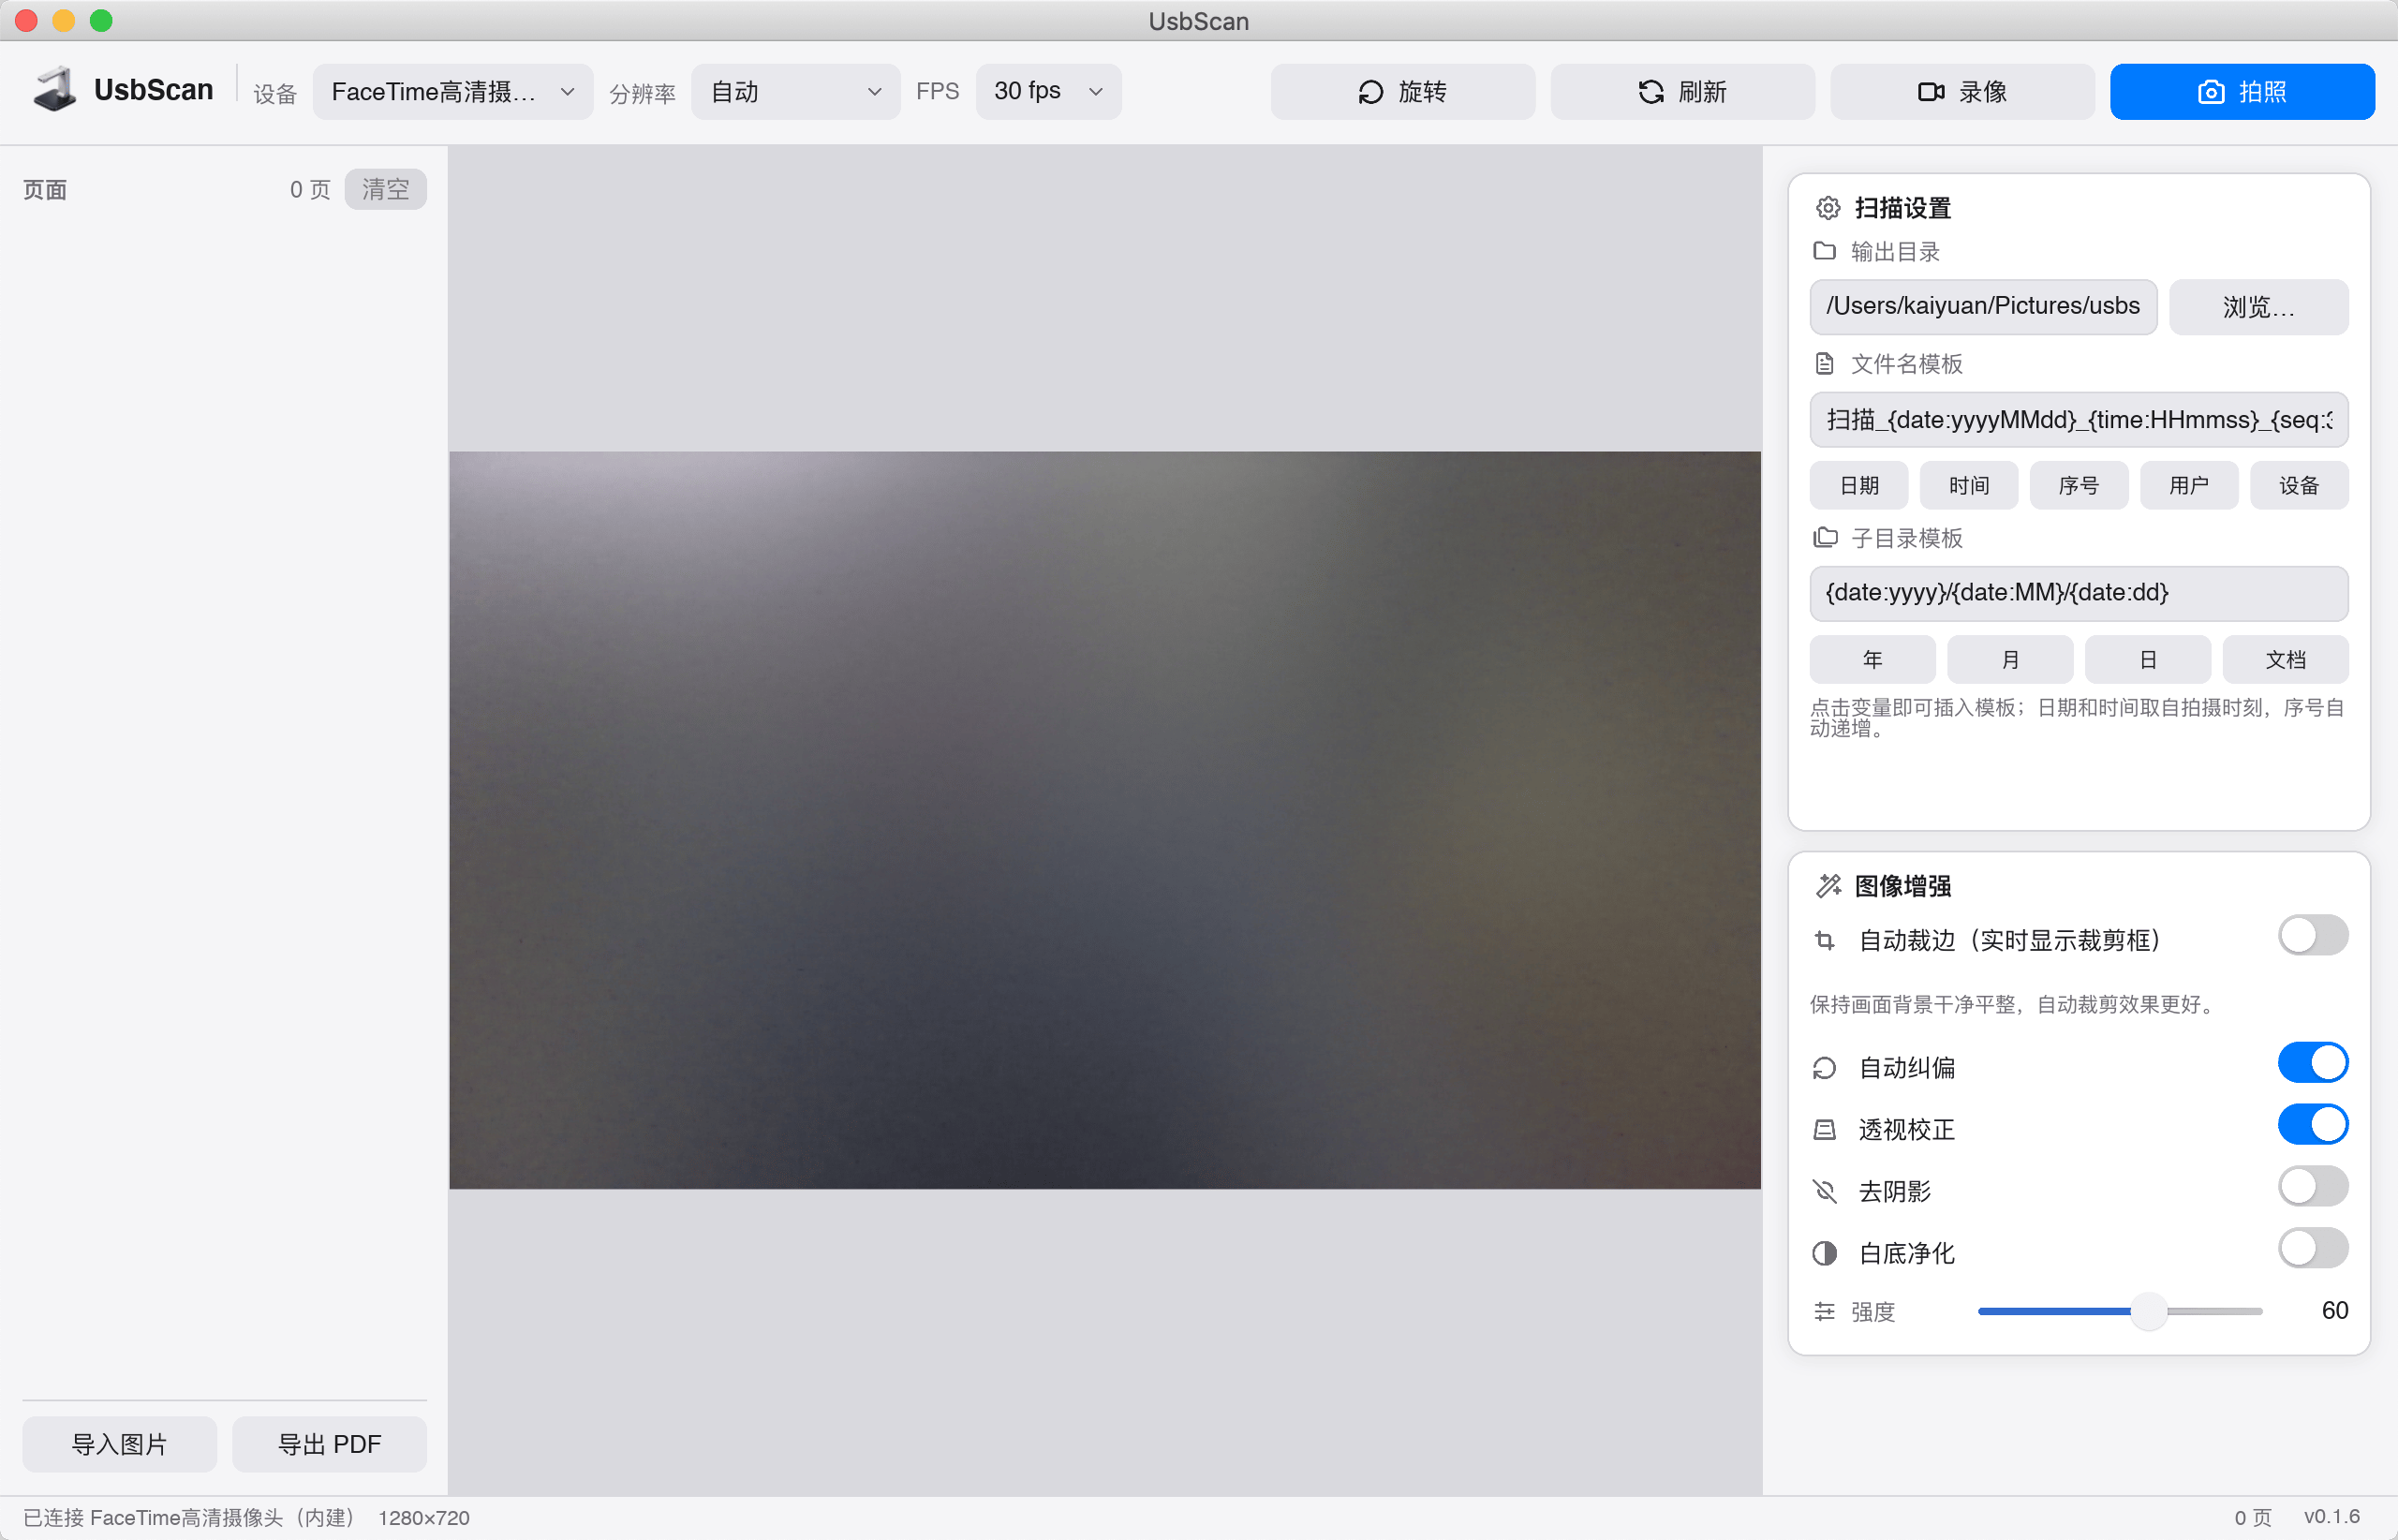 UsbScan
UsbScan
设备
FaceTime高清摄...
分辨率
自动
FPS
30 fps
旋转
刷新
录像
拍照
页面
0 页
清空
扫描设置
输出目录
/Users/kaiyuan/Pictures/usbs
浏览...
文件名模板
扫描_{date:yyyyMMdd}_{time:HHmmss}_{seq:
日期
时间
序号
用户
设备
子目录模板
{date:yyyy}/{date:MM}/{date:dd}
年
月
日
文档
点击变量即可插入模板；日期和时间取自拍摄时刻，序号自
动递增。
图像增强
自动裁边（实时显示裁剪框）
保持画面背景干净平整，自动裁剪效果更好。
自动纠偏
透视校正
去阴影
白底净化
强度
60
导入图片
导出 PDF
已连接 FaceTime高清摄像头（内建） 1280×720
0 页
v0.1.6